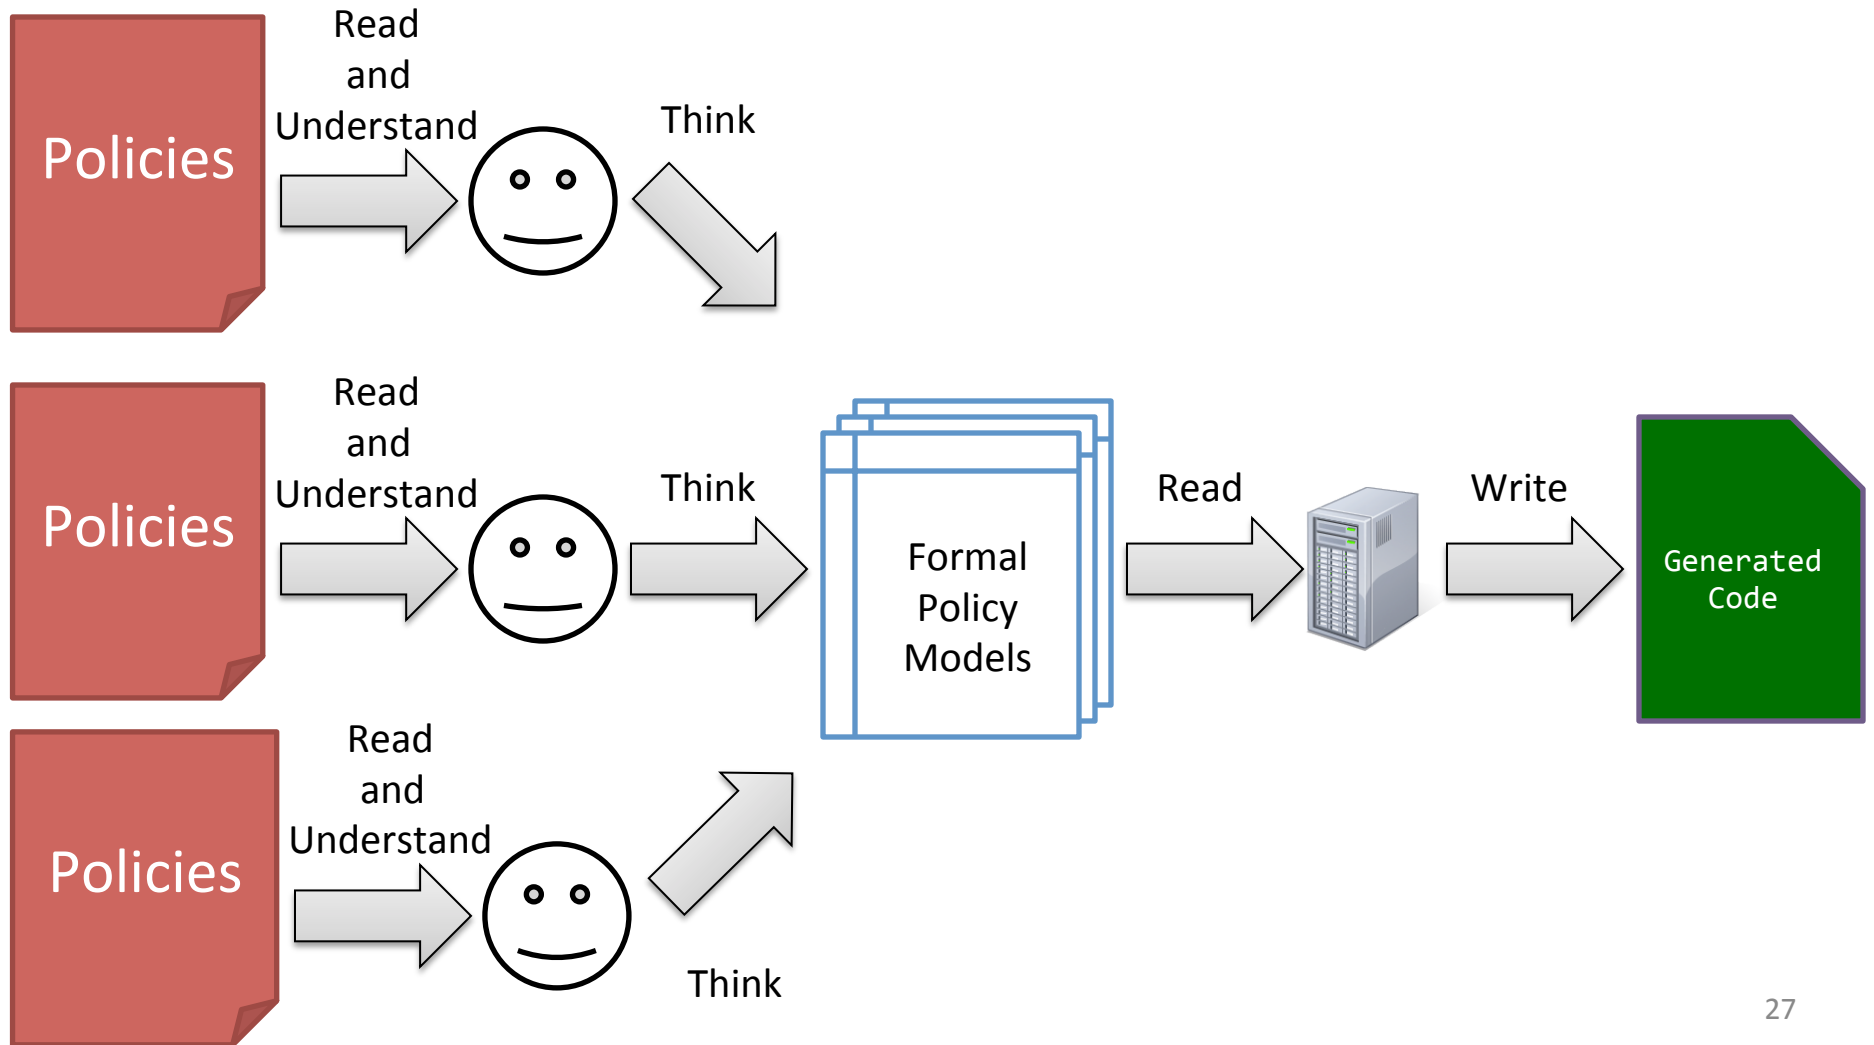 Read
and
Understand
Think
Policies
Read
and
Understand
Think
Policies
Formal
Policy
Models
Read
Write
Generated
Code
Read
and
Understand
Policies
Think
27